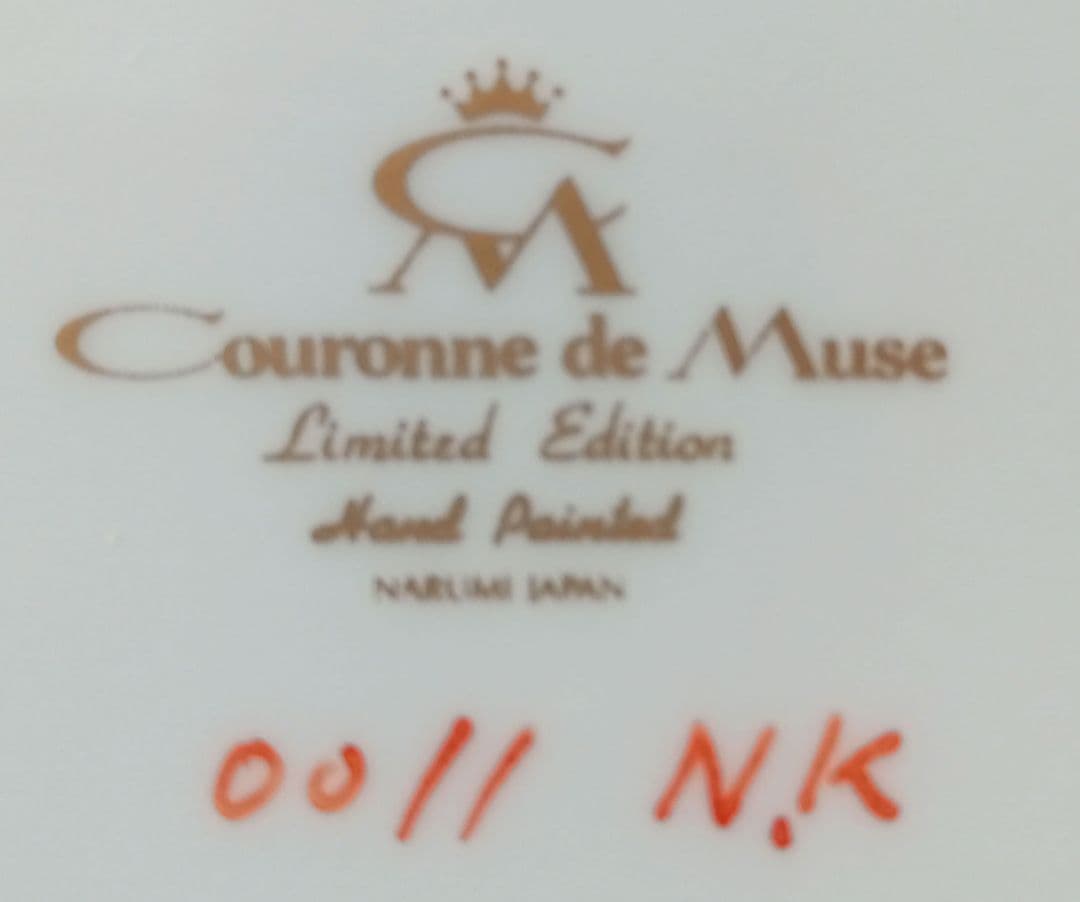 CM
Couronne de Muse
Limited Edition
Hand Painted
NARUMI JAPAN
0011 N.K